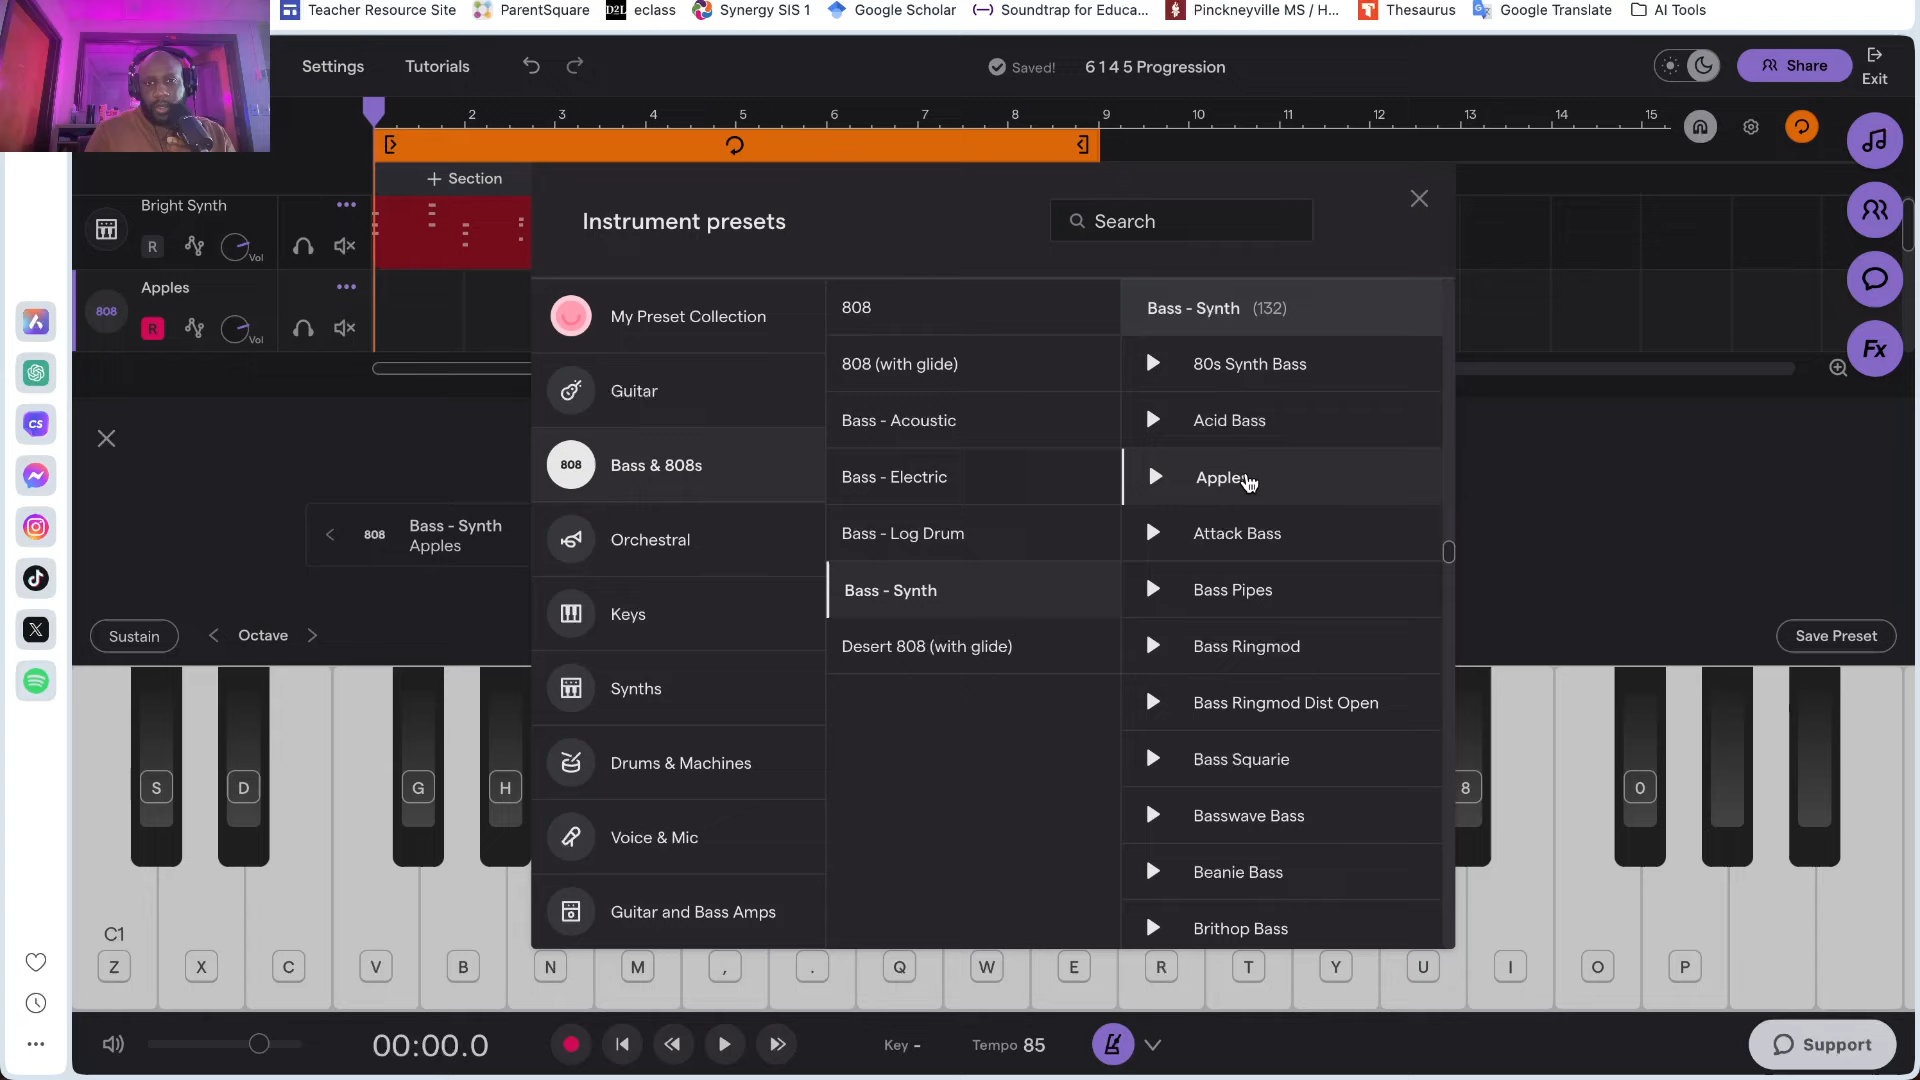 Teacher Resource Site
ParentSquare
D2L
eclass
Synergy SIS 1
Google Scholar
Soundtrap for Educa...
Pinckneyville MS / H...
Thesaurus
Google Translate
AI Tools
Settings
Tutorials
Saved!
6 1 4 5 Progression
Share
Exit
2 3 4 5 6 7 8 9 10 11 12 13 14 15
+ Section
Bright Synth
R
Vol
Apples
808
R
Vol
Fx
Instrument presets
Search
My Preset Collection
Guitar
808
Bass & 808s
Orchestral
Keys
Synths
Drums & Machines
Voice & Mic
Guitar and Bass Amps
808
808 (with glide)
Bass - Acoustic
Bass - Electric
Bass - Log Drum
Bass - Synth
Desert 808 (with glide)
Bass - Synth (132)
80s Synth Bass
Acid Bass
Apples
Attack Bass
Bass Pipes
Bass Ringmod
Bass Ringmod Dist Open
Bass Squarie
Basswave Bass
Beanie Bass
Brithop Bass
CS
808
Bass - Synth
Apples
Sustain
Octave
Save Preset
S D G H 8 0
C1
Z X C V B N M , . Q W E R T Y U I O P
00:00.0
Key -
Tempo 85
Support